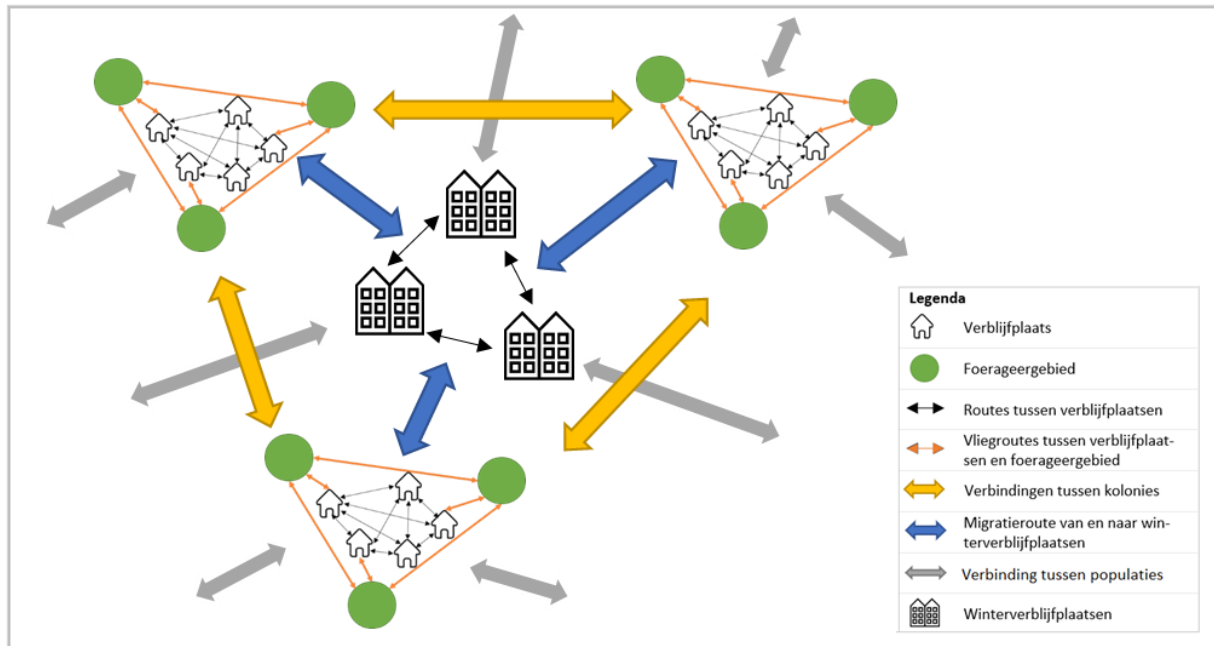 Legenda
Verblijfplaats
Foerageergebied
Routes tussen verblijfplaatsen
Vliegroutes tussen verblijfplaat-
sen en foerageergebied
Verbindingen tussen kolonies
Migratieroute van en naar win-
terverblijfplaatsen
Verbinding tussen populaties
Winterverblijfplaatsen